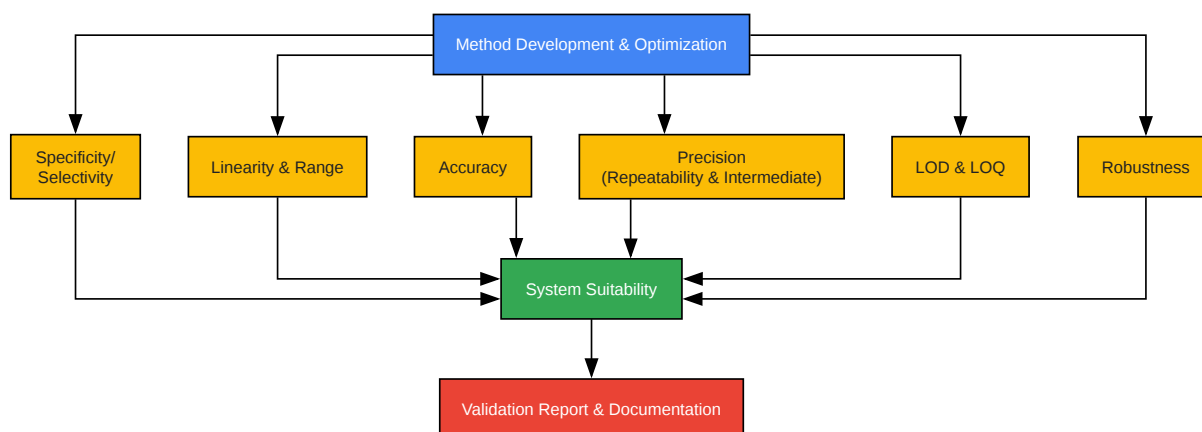 Method Development & Optimization
Specificity/
Selectivity
Linearity & Range
Accuracy
Precision
(Repeatability & Intermediate)
LOD & LOQ
Robustness
System Suitability
Validation Report & Documentation